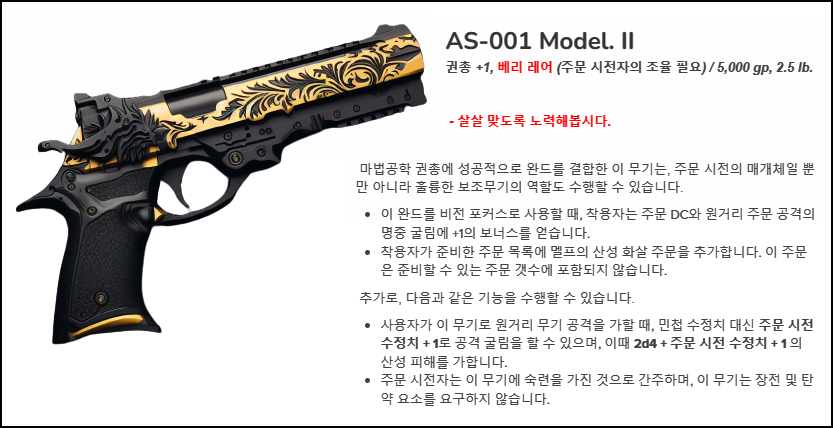 AS-001 Model. II
권총 +1, 베리 레어 (주문 시전자의 조율 필요) / 5,000 gp, 2.5 lb.
- 살살 맞도록 노력해봅시다.
마법공학 권총에 성공적으로 완드를 결합한 이 무기는, 주문 시전의 매개체일 뿐
만 아니라 훌륭한 보조무기의 역할도 수행할 수 있습니다.
• 이 완드를 비전 포커스로 사용할 때, 착용자는 주문 DC와 원거리 주문 공격의
명중 굴림에 +1의 보너스를 얻습니다.
• 착용자가 준비한 주문 목록에 멜프의 산성 화살 주문을 추가합니다. 이 주문
은 준비할 수 있는 주문 갯수에 포함되지 않습니다.
추가로, 다음과 같은 기능을 수행할 수 있습니다.
• 사용자가 이 무기로 원거리 무기 공격을 가할 때, 민첩 수정치 대신 주문 시전
수정치 + 1로 공격 굴림을 할 수 있으며, 이때 2d4 + 주문 시전 수정치 + 1 의
산성 피해를 가합니다.
• 주문 시전자는 이 무기에 숙련을 가진 것으로 간주하며, 이 무기는 장전 및 탄
약 요소를 요구하지 않습니다.